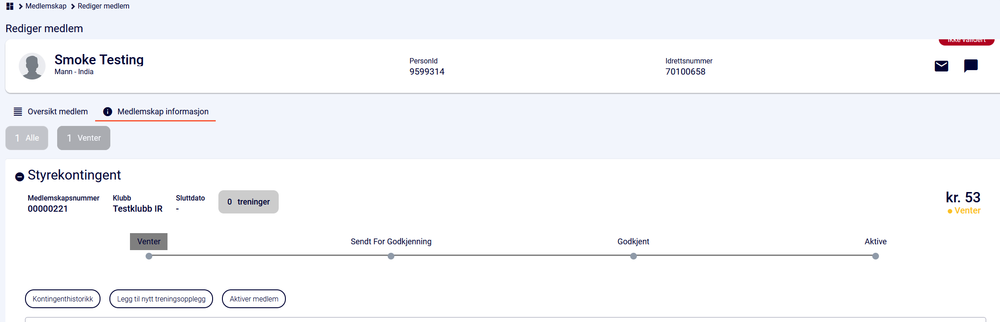 Medlemskap Rediger medlem
Rediger medlem
Ikke validert
Smoke Testing
Mann - India
PersonId
9599314
Idrettsnummer
70100658
Oversikt medlem Medlemskap informasjon
1 Alle 1 Venter
Styrekontingent
Medlemskapsnummer
00000221
Klubb
Testklubb IR
Sluttdato
-
0 treninger
kr. 53
Venter
Venter Sendt For Godkjenning Godkjent Aktive
Kontingenthistorikk Legg til nytt treningsopplegg Aktiver medlem